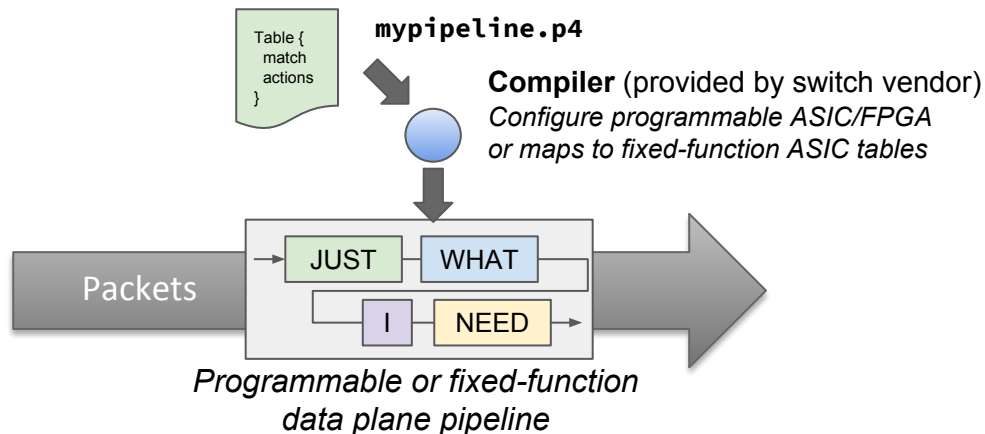 Table {
match
actions
}
mypipeline.p4
Compiler (provided by switch vendor)
Configure programmable ASIC/FPGA
or maps to fixed-function ASIC tables
Packets
JUST
WHAT
I
NEED
Programmable or fixed-function
data plane pipeline